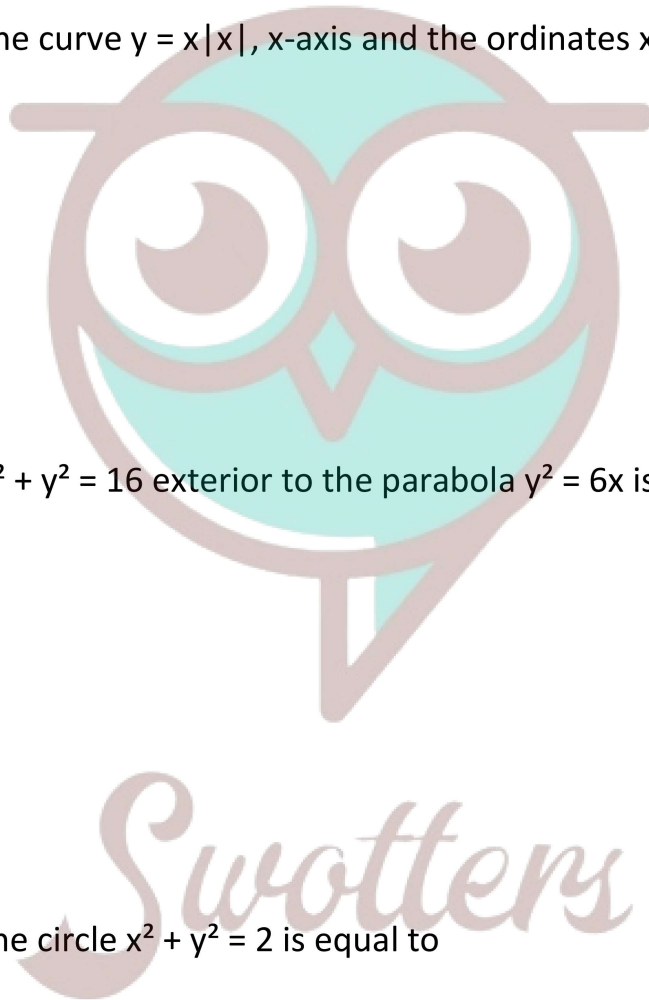 he curve y = x|x|, x-axis and the ordinates x
² + y² = 16 exterior to the parabola y² = 6x is
Swotters
he circle x² + y² = 2 is equal to